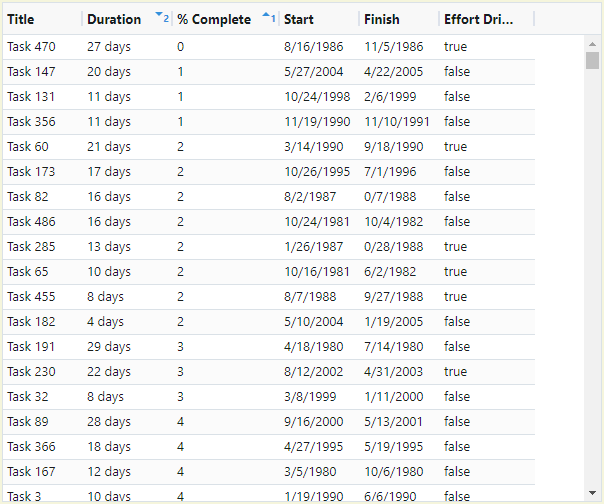 Title Duration 2 % Complete 1 Start Finish Effort Dri...
Task 470 27 days 0 8/16/1986 11/5/1986 true
Task 147 20 days 1 5/27/2004 4/22/2005 false
Task 131 11 days 1 10/24/1998 2/6/1999 false
Task 356 11 days 1 11/19/1990 11/10/1991 false
Task 60 21 days 2 3/14/1990 9/18/1990 true
Task 173 17 days 2 10/26/1995 7/1/1996 false
Task 82 16 days 2 8/2/1987 0/7/1988 false
Task 486 16 days 2 10/24/1981 10/4/1982 false
Task 285 13 days 2 1/26/1987 0/28/1988 true
Task 65 10 days 2 10/16/1981 6/2/1982 true
Task 455 8 days 2 8/7/1988 9/27/1988 true
Task 182 4 days 2 5/10/2004 1/19/2005 false
Task 191 29 days 3 4/18/1980 7/14/1980 false
Task 230 22 days 3 8/12/2002 4/31/2003 true
Task 32 8 days 3 3/8/1999 1/11/2000 false
Task 89 28 days 4 9/16/2000 5/13/2001 false
Task 366 18 days 4 4/27/1995 5/19/1995 false
Task 167 12 days 4 3/5/1980 10/6/1980 false
Task 3 10 days 4 1/19/1990 6/6/1990 false